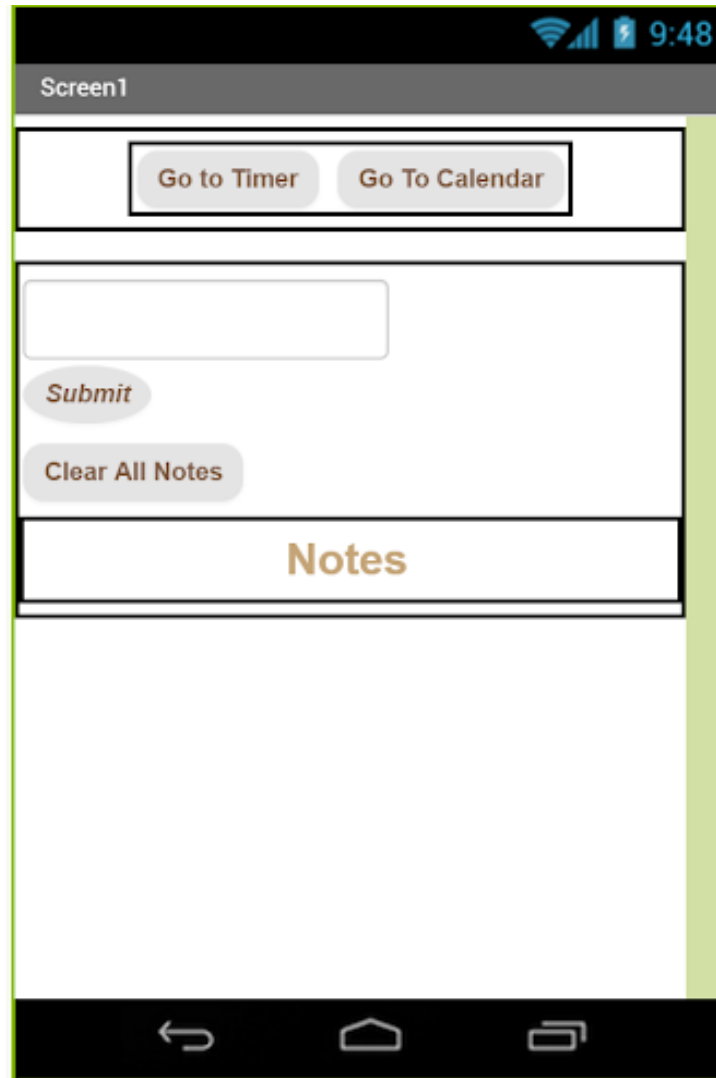 9:48
Screen1
Go to Timer Go To Calendar
Submit
Clear All Notes
Notes